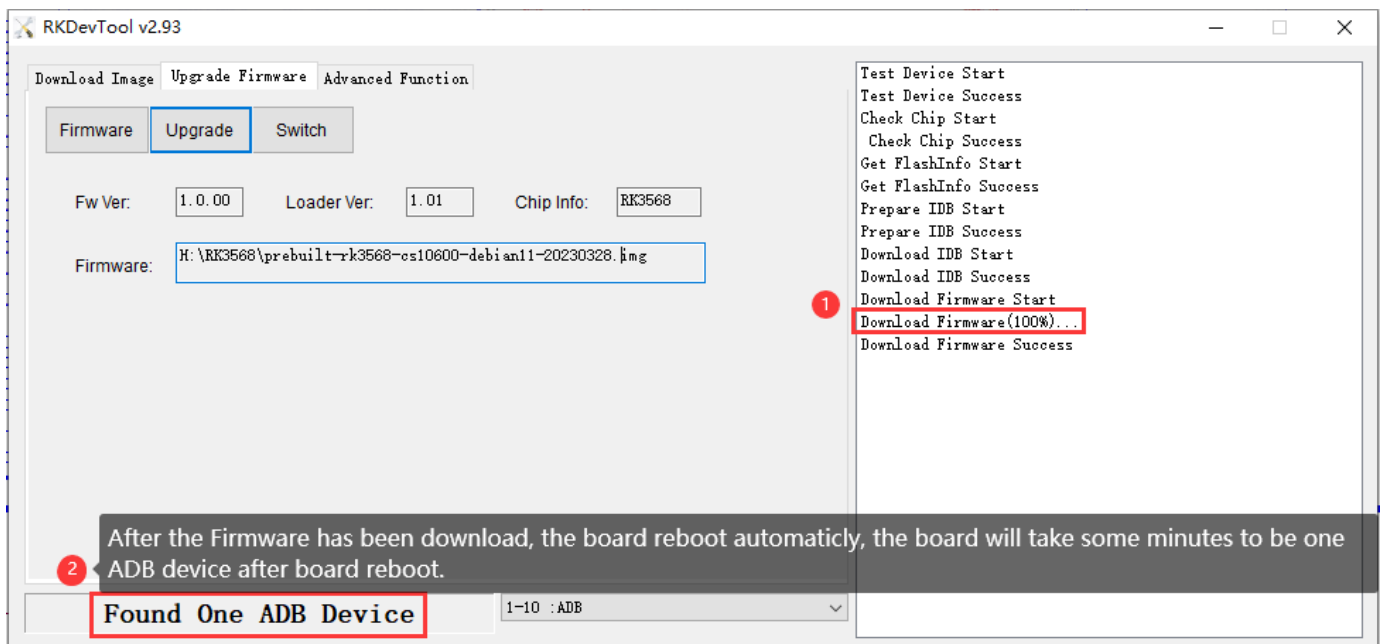 RKDevTool v2.93
Download Image Upgrade Firmware Advanced Function
Firmware Upgrade Switch
Fw Ver: 1.0.00 Loader Ver: 1.01 Chip Info: RK3568
Firmware: H:\RK3568\prebuilt-rk3568-cs10600-debian11-20230328.img
Test Device Start
Test Device Success
Check Chip Start
Check Chip Success
Get FlashInfo Start
Get FlashInfo Success
Prepare IDB Start
Prepare IDB Success
Download IDB Start
Download IDB Success
Download Firmware Start
1
Download Firmware(100%)...
Download Firmware Success
After the Firmware has been download, the board reboot automaticly, the board will take some minutes to be one
2 ADB device after board reboot.
Found One ADB Device
1-10 :ADB